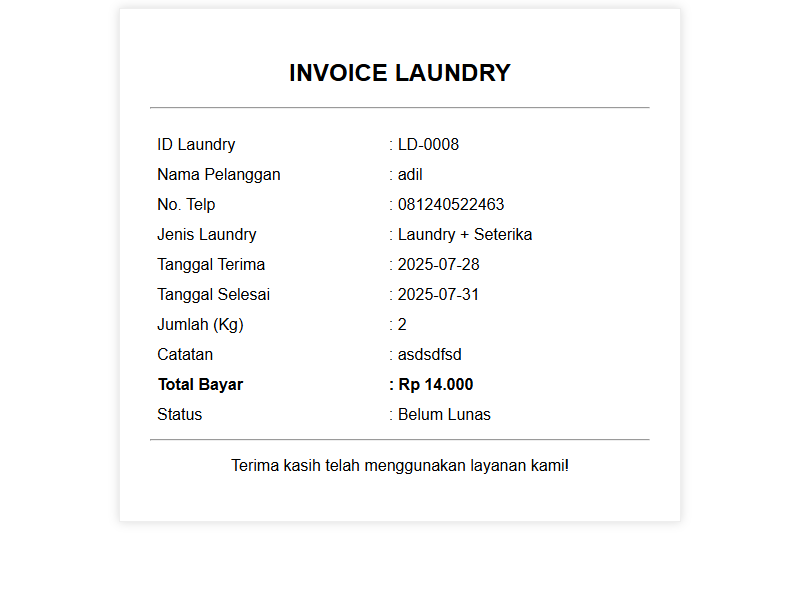 INVOICE LAUNDRY
ID Laundry : LD-0008
Nama Pelanggan : adil
No. Telp : 081240522463
Jenis Laundry : Laundry + Seterika
Tanggal Terima : 2025-07-28
Tanggal Selesai : 2025-07-31
Jumlah (Kg) : 2
Catatan : asdsdfsd
Total Bayar : Rp 14.000
Status : Belum Lunas
Terima kasih telah menggunakan layanan kami!